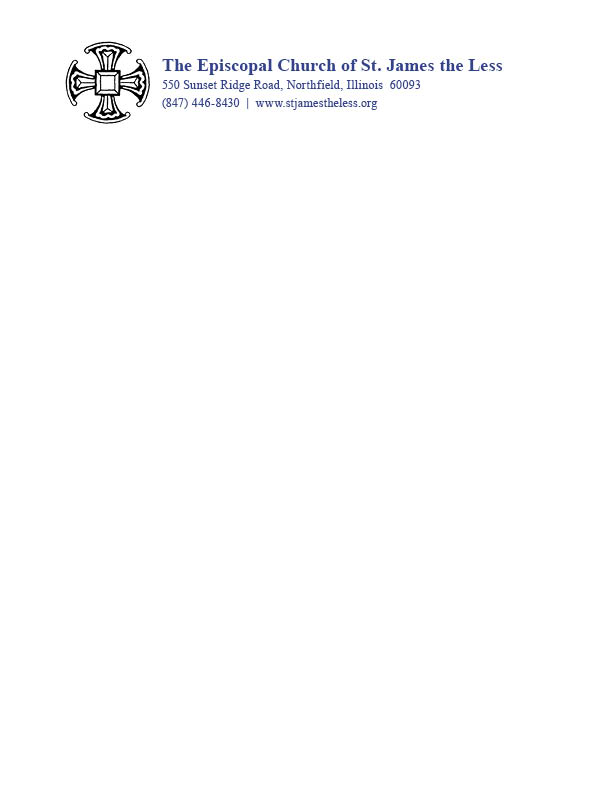 The Episcopal Church of St. James the Less
550 Sunset Ridge Road, Northfield, Illinois  60093
(847) 446-8430  |  www.stjamestheless.org